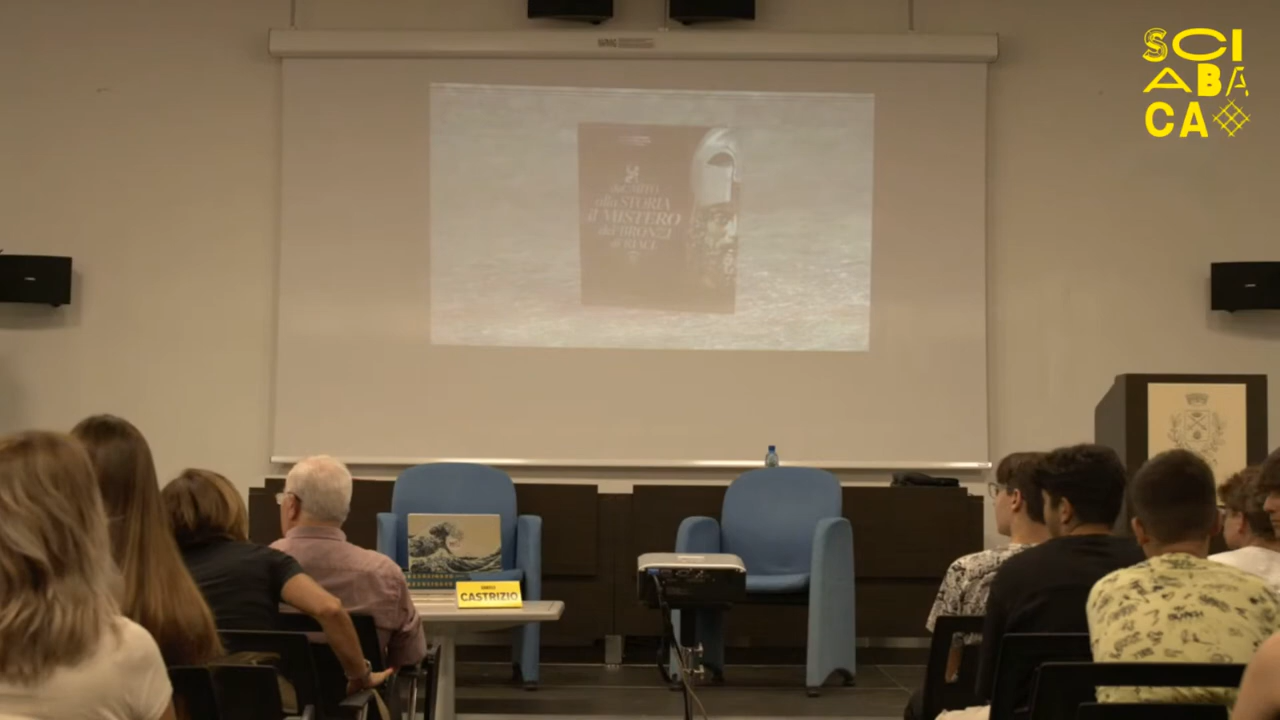 SCI
ABA
CA
dal MITO
alla STORIA
il MISTERO
dei BRONZI
di RIACE
CASTRIZIO